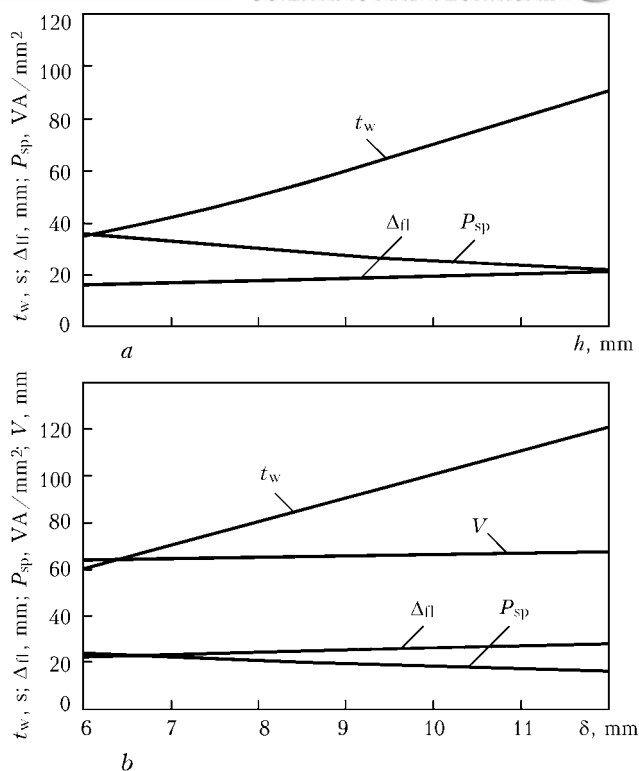 t_w, s; Δ_fl, mm; P_sp, VA/mm²
120
100
80
60
40
20
0
t_w
Δ_fl
P_sp
a
h, mm
t_w, s; Δ_fl, mm; P_sp, VA/mm²; V, mm
120
100
80
60
40
20
0
t_w
V
Δ_fl
P_sp
6 7 8 9 10 11 δ, mm
b